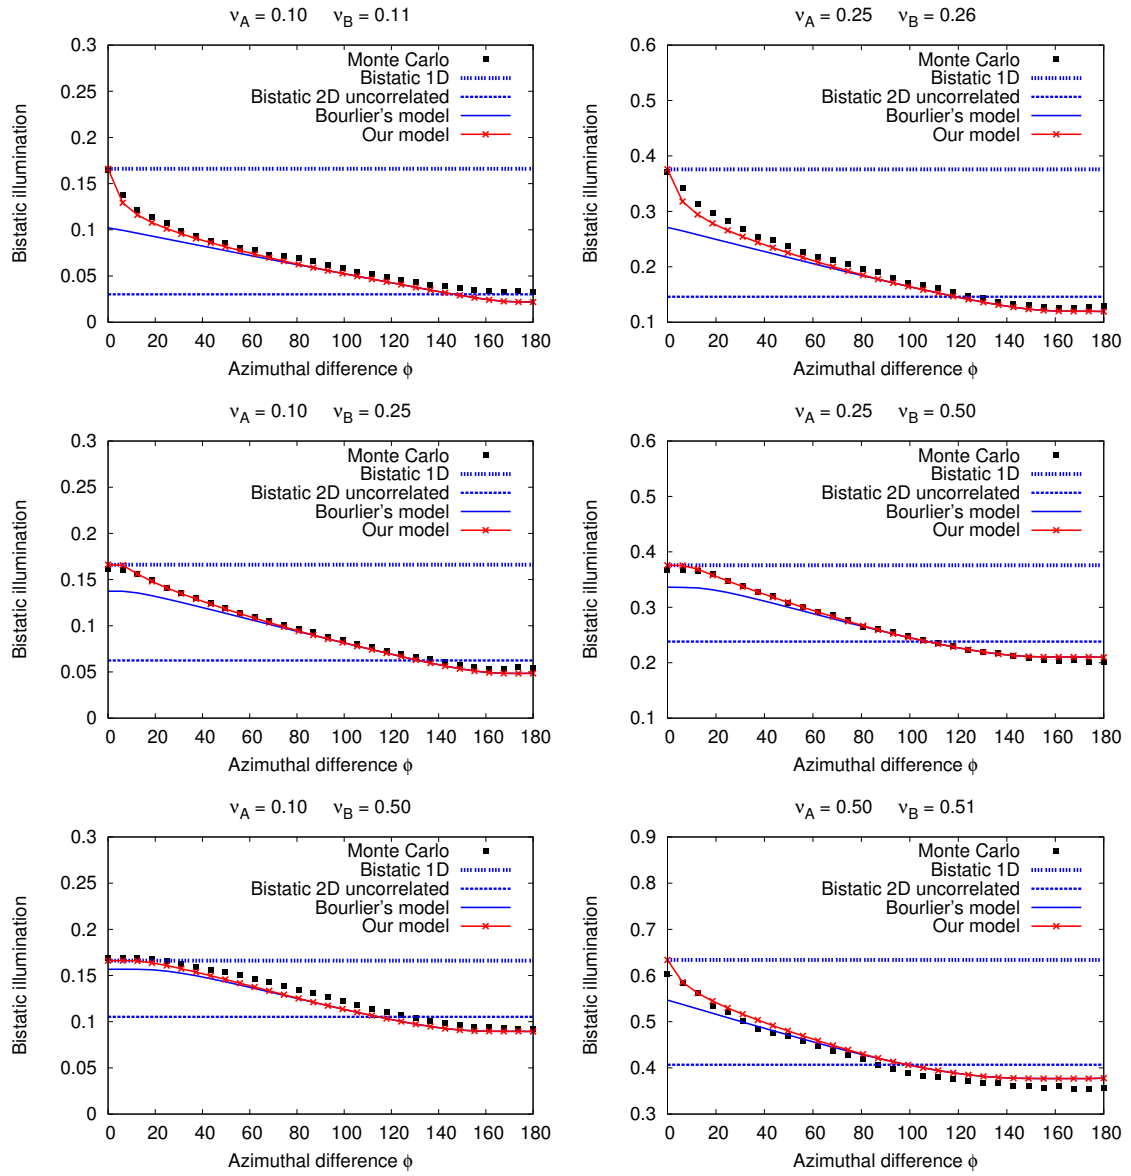 ν_A = 0.10 ν_B = 0.11
0.3
0.25
0.2
0.15
0.1
0.05
0
0 20 40 60 80 100 120 140 160 180
Bistatic illumination
Azimuthal difference ϕ
Monte Carlo
Bistatic 1D
Bistatic 2D uncorrelated
Bourlier's model
Our model
ν_A = 0.25 ν_B = 0.26
0.6
0.5
0.4
0.3
0.2
0.1
0 20 40 60 80 100 120 140 160 180
Bistatic illumination
Azimuthal difference ϕ
Monte Carlo
Bistatic 1D
Bistatic 2D uncorrelated
Bourlier's model
Our model
ν_A = 0.10 ν_B = 0.25
0.3
0.25
0.2
0.15
0.1
0.05
0
0 20 40 60 80 100 120 140 160 180
Bistatic illumination
Azimuthal difference ϕ
Monte Carlo
Bistatic 1D
Bistatic 2D uncorrelated
Bourlier's model
Our model
ν_A = 0.25 ν_B = 0.50
0.6
0.5
0.4
0.3
0.2
0.1
0 20 40 60 80 100 120 140 160 180
Bistatic illumination
Azimuthal difference ϕ
Monte Carlo
Bistatic 1D
Bistatic 2D uncorrelated
Bourlier's model
Our model
ν_A = 0.10 ν_B = 0.50
0.3
0.25
0.2
0.15
0.1
0.05
0
0 20 40 60 80 100 120 140 160 180
Bistatic illumination
Azimuthal difference ϕ
Monte Carlo
Bistatic 1D
Bistatic 2D uncorrelated
Bourlier's model
Our model
ν_A = 0.50 ν_B = 0.51
0.9
0.8
0.7
0.6
0.5
0.4
0.3
0 20 40 60 80 100 120 140 160 180
Bistatic illumination
Azimuthal difference ϕ
Monte Carlo
Bistatic 1D
Bistatic 2D uncorrelated
Bourlier's model
Our model